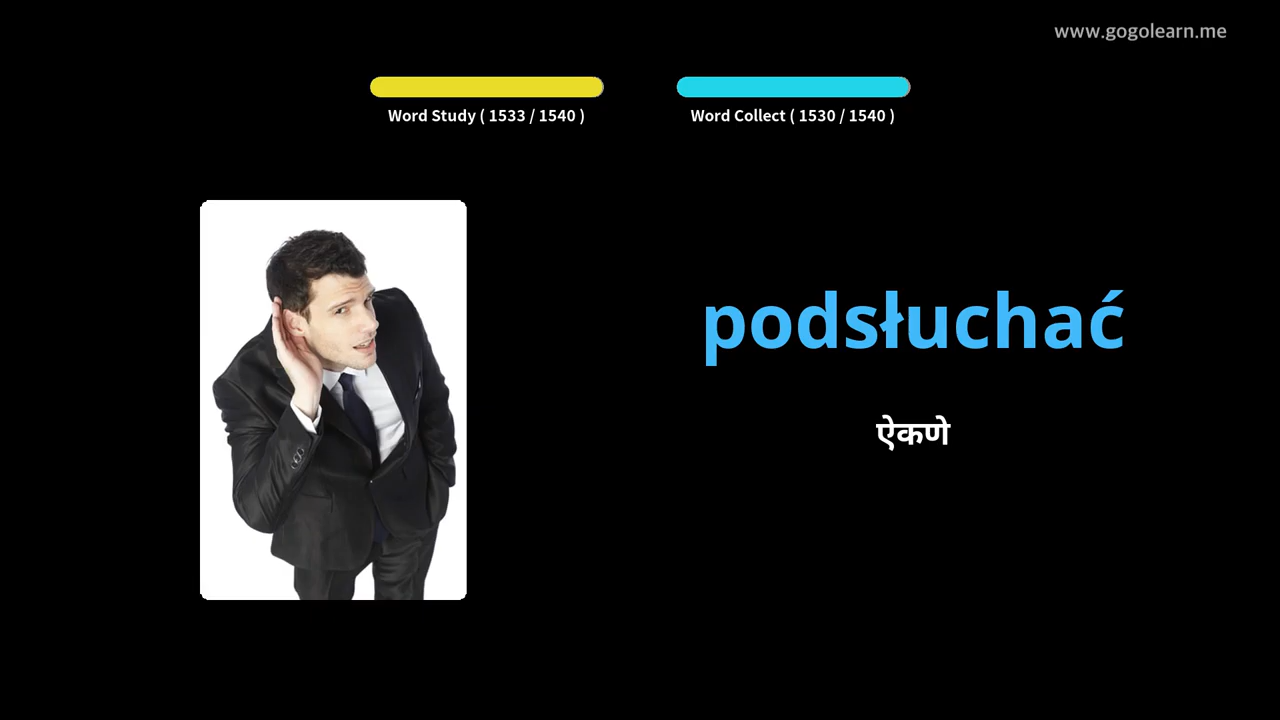 www.gogolearn.me
Word Study ( 1533 / 1540 )
Word Collect ( 1530 / 1540 )
podsłuchać
ऐकणे